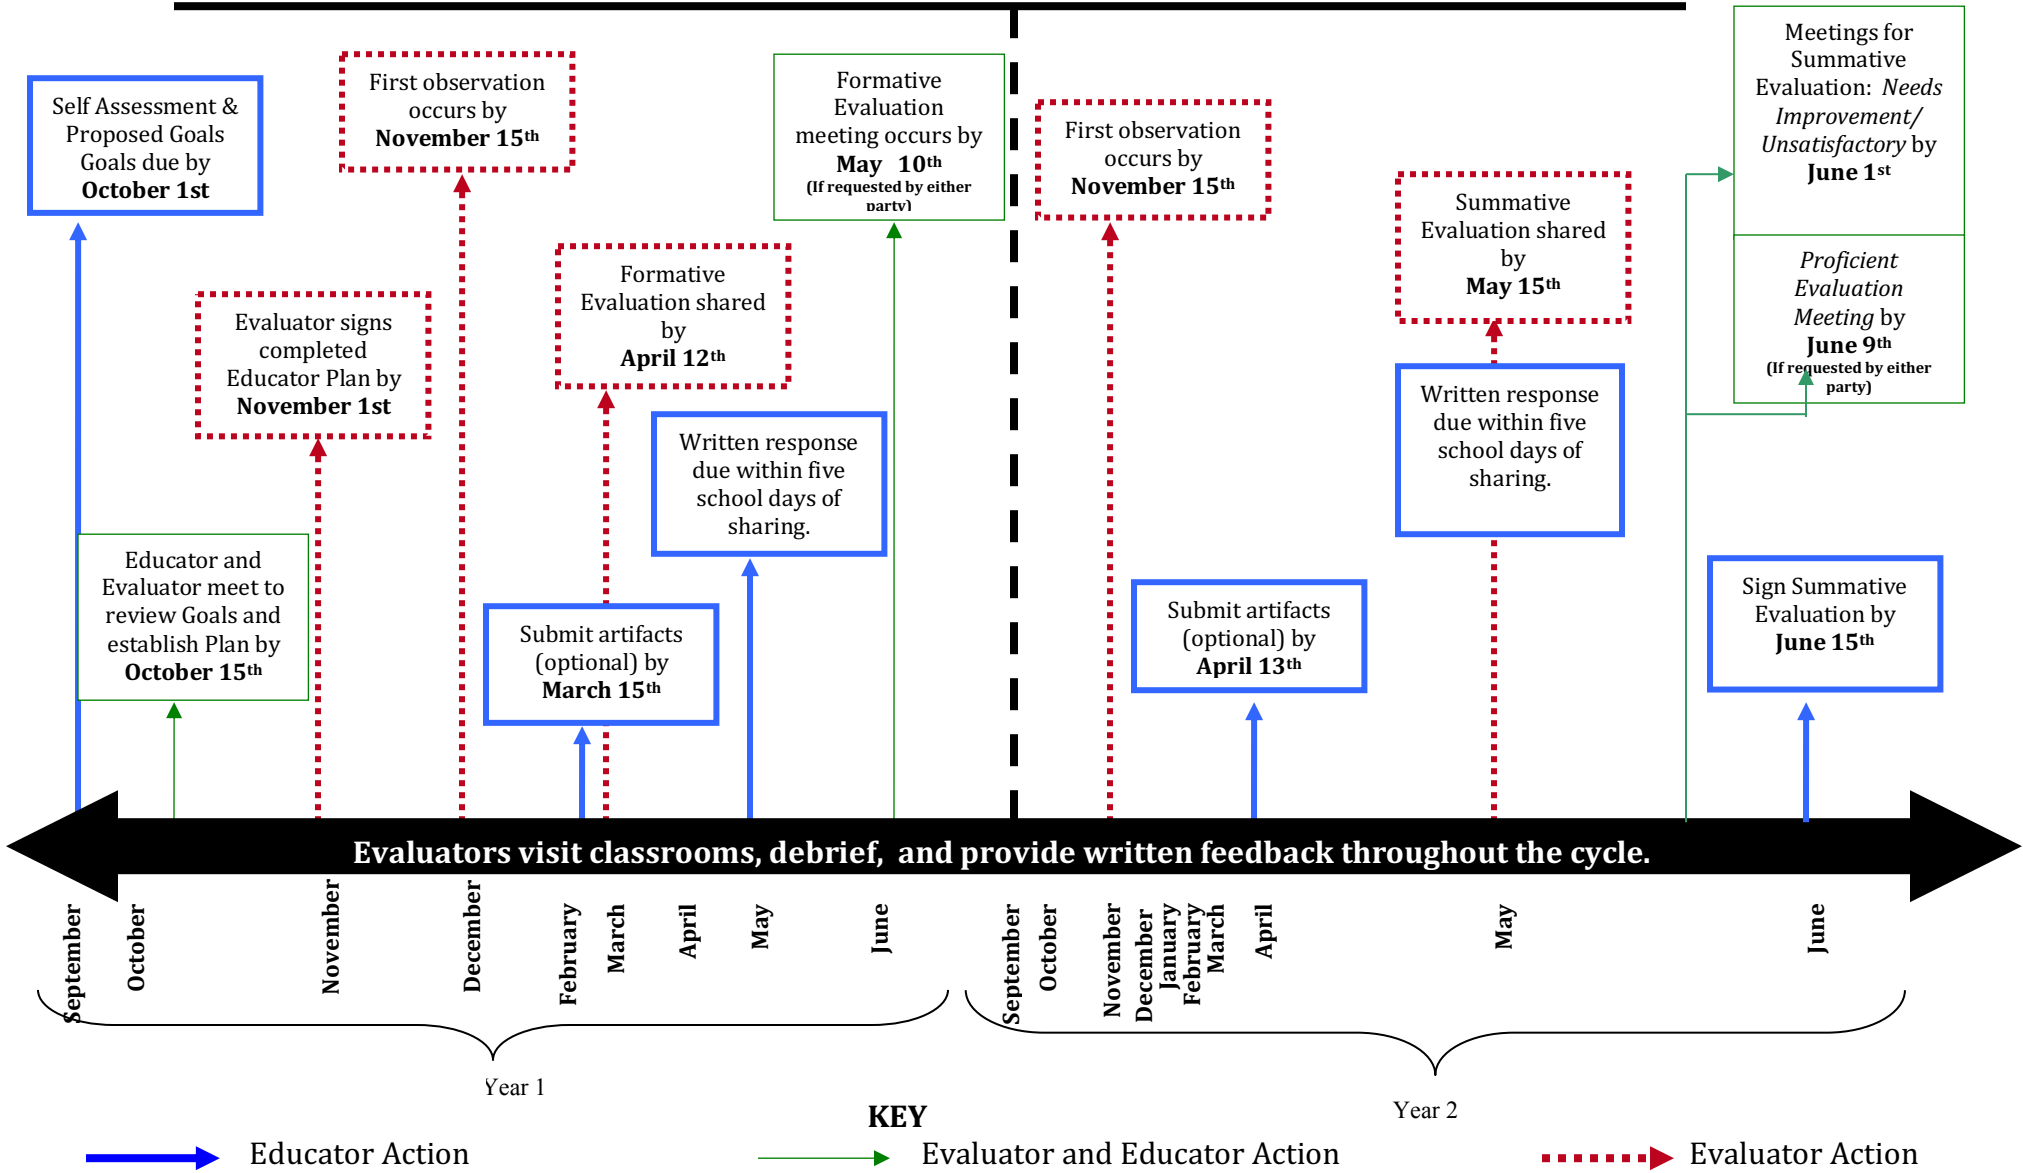 Self Assessment &
Proposed Goals
Goals due by
October 1st
First observation
occurs by
November 15th
Evaluator signs
completed
Educator Plan by
November 1st
Educator and
Evaluator meet to
review Goals and
establish Plan by
October 15th
Formative
Evaluation shared
by
April 12th
Submit artifacts
(optional) by
March 15th
Written response
due within five
school days of
sharing.
Formative
Evaluation
meeting occurs by
May 10th
(If requested by either
party)
First observation
occurs by
November 15th
Submit artifacts
(optional) by
April 13th
Summative
Evaluation shared
by
May 15th
Written response
due within five
school days of
sharing.
Meetings for
Summative
Evaluation: Needs
Improvement/
Unsatisfactory by
June 1st
Proficient
Evaluation
Meeting by
June 9th
(If requested by either
party)
Sign Summative
Evaluation by
June 15th
Evaluators visit classrooms, debrief, and provide written feedback throughout the cycle.
September
October
November
December
February
March
April
May
June
September
October
November
December
January
February
March
April
May
June
Year 1
Year 2
KEY
Educator Action
Evaluator and Educator Action
Evaluator Action